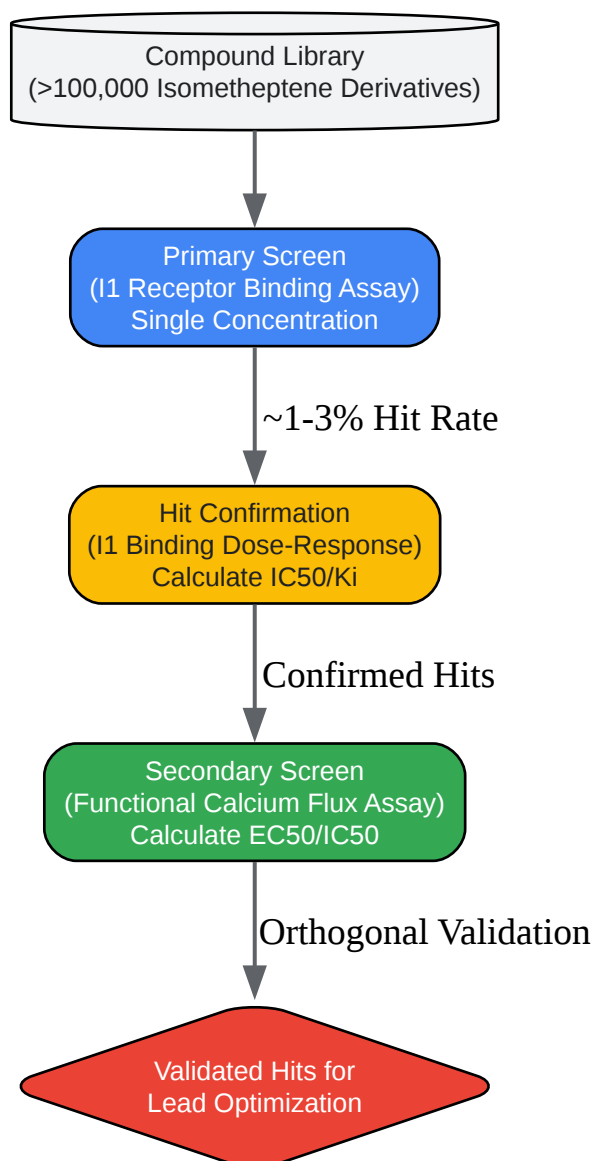 Compound Library
(>100,000 Isometheptene Derivatives)
Primary Screen
(I1 Receptor Binding Assay)
Single Concentration
~1-3% Hit Rate
Hit Confirmation
(I1 Binding Dose-Response)
Calculate IC50/Ki
Confirmed Hits
Secondary Screen
(Functional Calcium Flux Assay)
Calculate EC50/IC50
Orthogonal Validation
Validated Hits for
Lead Optimization